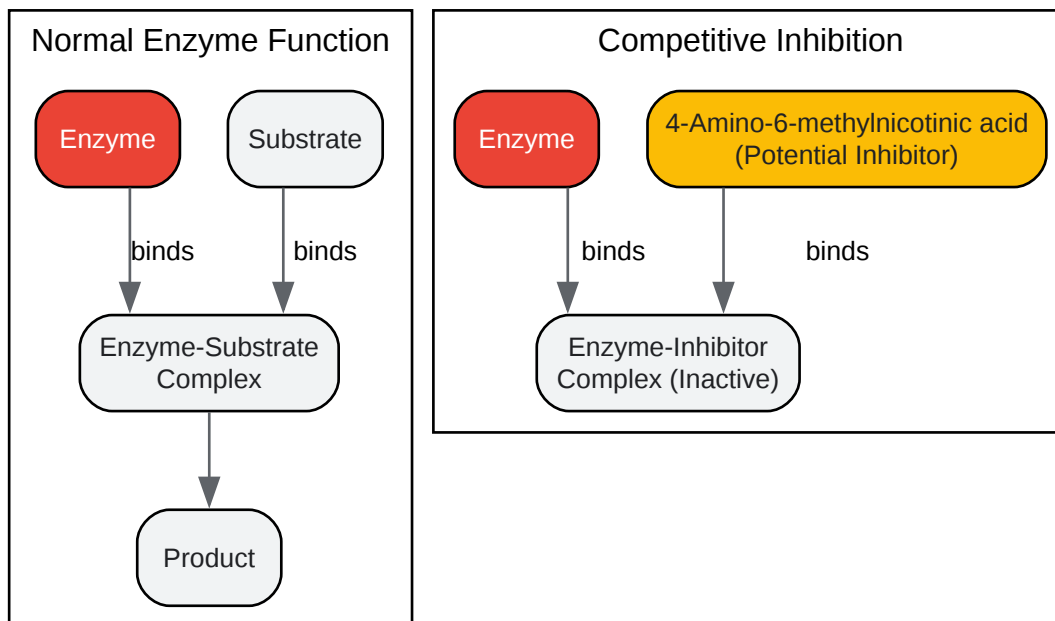 Normal Enzyme Function
Enzyme
Substrate
binds
binds
Enzyme-Substrate
Complex
Product
Competitive Inhibition
Enzyme
4-Amino-6-methylnicotinic acid
(Potential Inhibitor)
binds
binds
Enzyme-Inhibitor
Complex (Inactive)